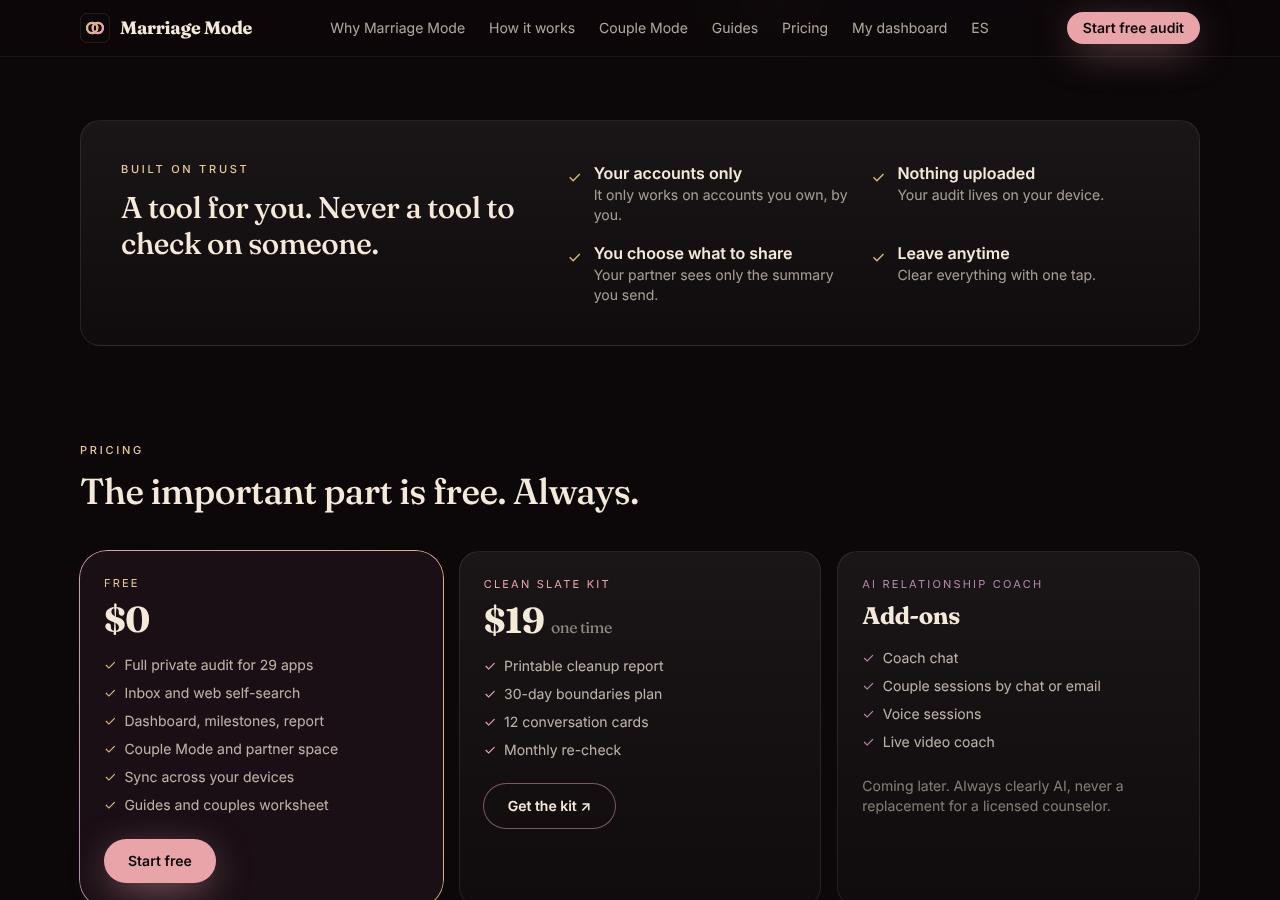 Marriage Mode
Why Marriage Mode
How it works
Couple Mode
Guides
Pricing
My dashboard
ES
Start free audit
BUILT ON TRUST
A tool for you. Never a tool to
check on someone.
Your accounts only
It only works on accounts you own, by
you.
Nothing uploaded
Your audit lives on your device.
You choose what to share
Your partner sees only the summary
you send.
Leave anytime
Clear everything with one tap.
PRICING
The important part is free. Always.
FREE
$0
Full private audit for 29 apps
Inbox and web self-search
Dashboard, milestones, report
Couple Mode and partner space
Sync across your devices
Guides and couples worksheet
Start free
CLEAN SLATE KIT
$19 one time
Printable cleanup report
30-day boundaries plan
12 conversation cards
Monthly re-check
Get the kit ↗
AI RELATIONSHIP COACH
Add-ons
Coach chat
Couple sessions by chat or email
Voice sessions
Live video coach
Coming later. Always clearly AI, never a
replacement for a licensed counselor.